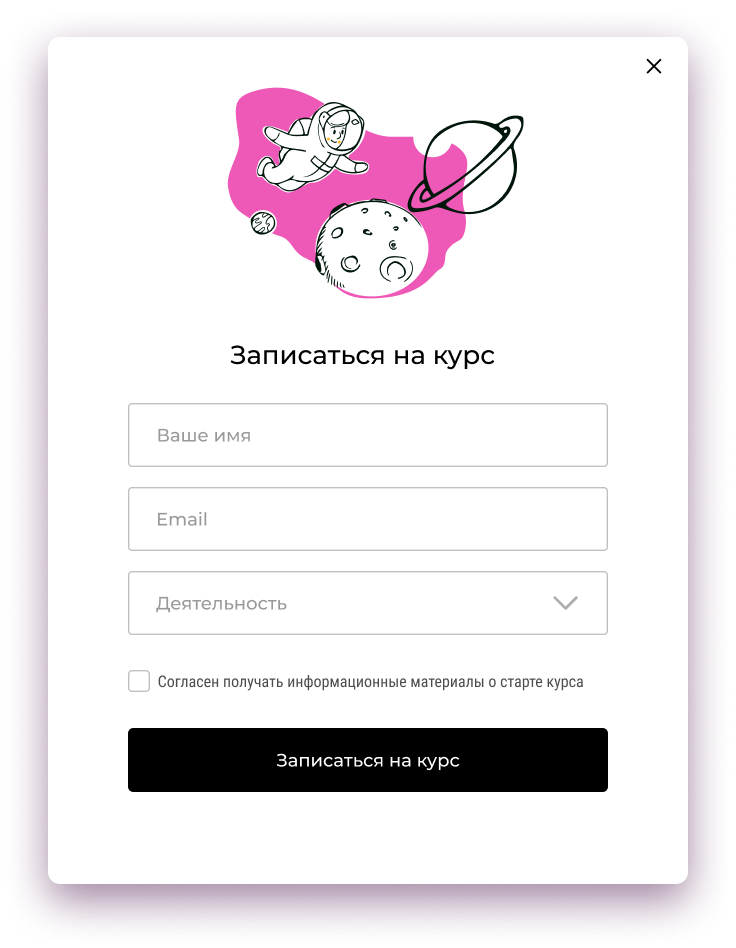 Записаться на курс
Ваше имя
Email
Деятельность
Согласен получать информационные материалы о старте курса
Записаться на курс